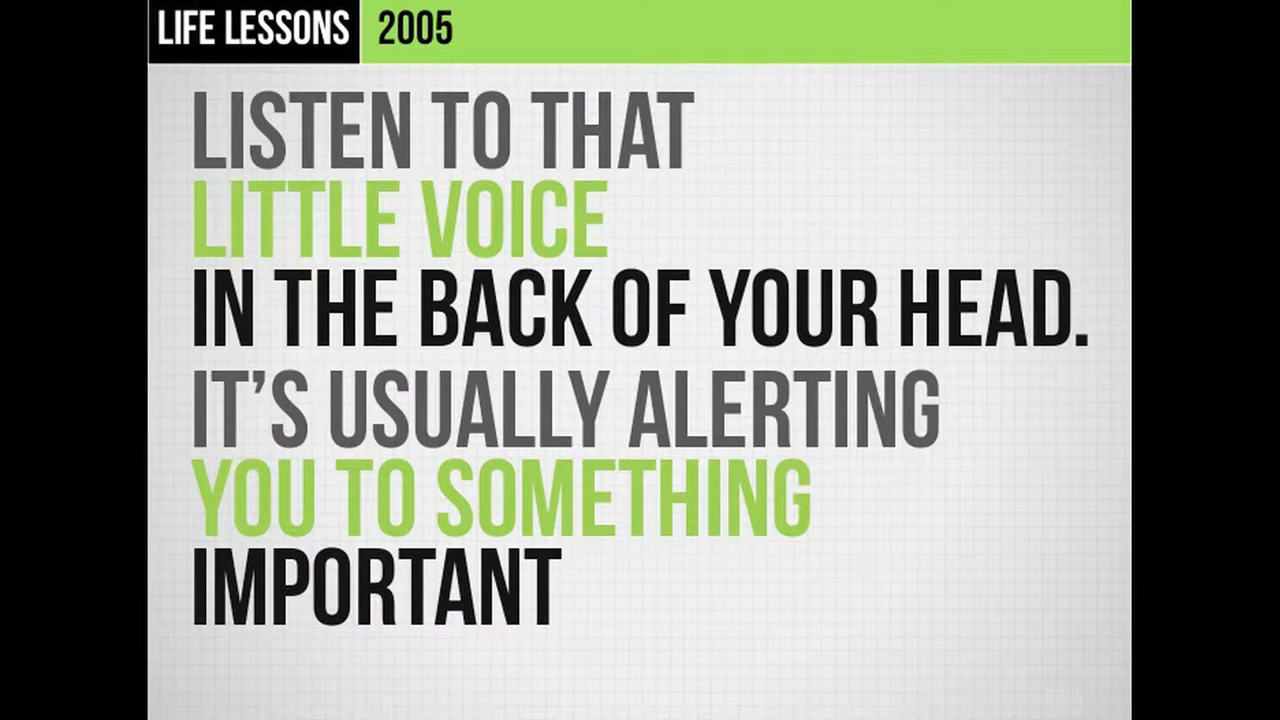 LIFE LESSONS 2005
LISTEN TO THAT
LITTLE VOICE
IN THE BACK OF YOUR HEAD.
IT’S USUALLY ALERTING
YOU TO SOMETHING
IMPORTANT